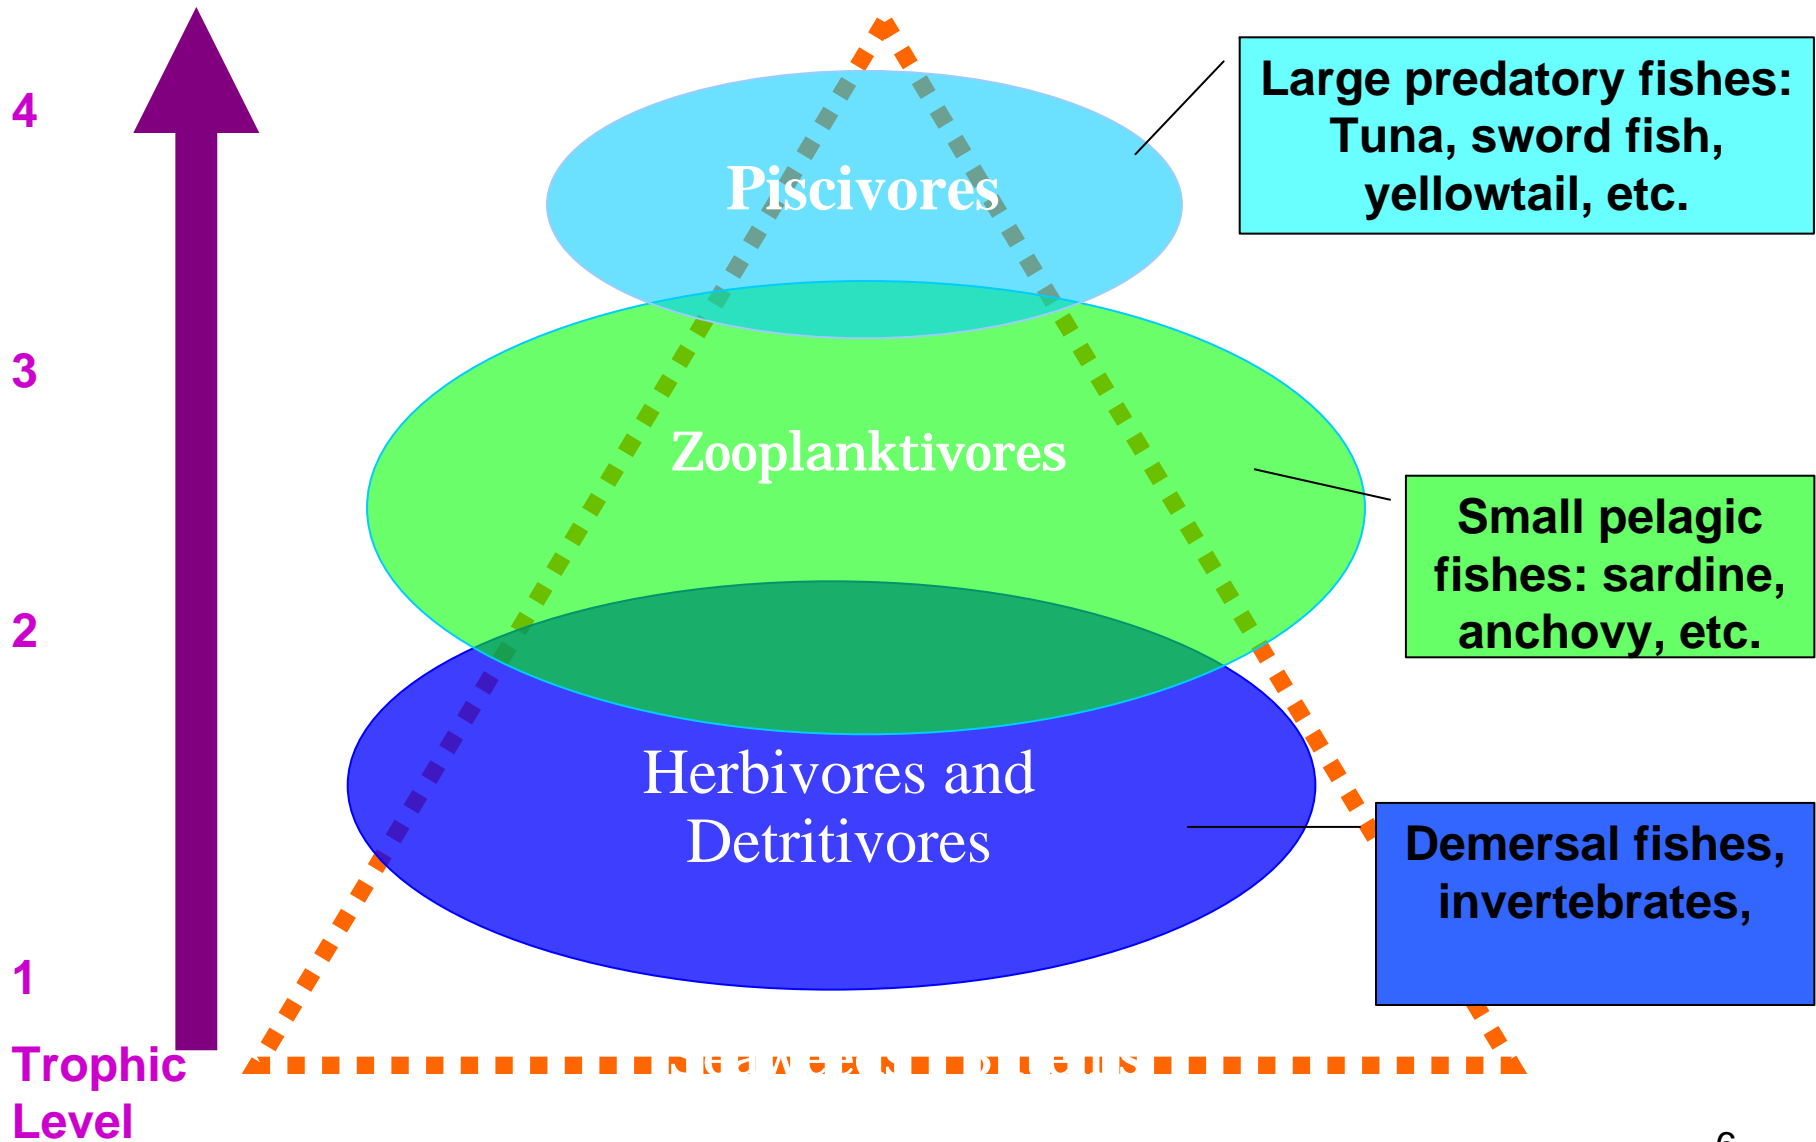 4
Large predatory fishes:
Tuna, sword fish,
yellowtail, etc.
Piscivores
3
Zooplanktivores
Small pelagic
fishes: sardine,
anchovy, etc.
2
Herbivores and
Detritivores
Demersal fishes,
invertebrates,
1
Trophic
Level
6